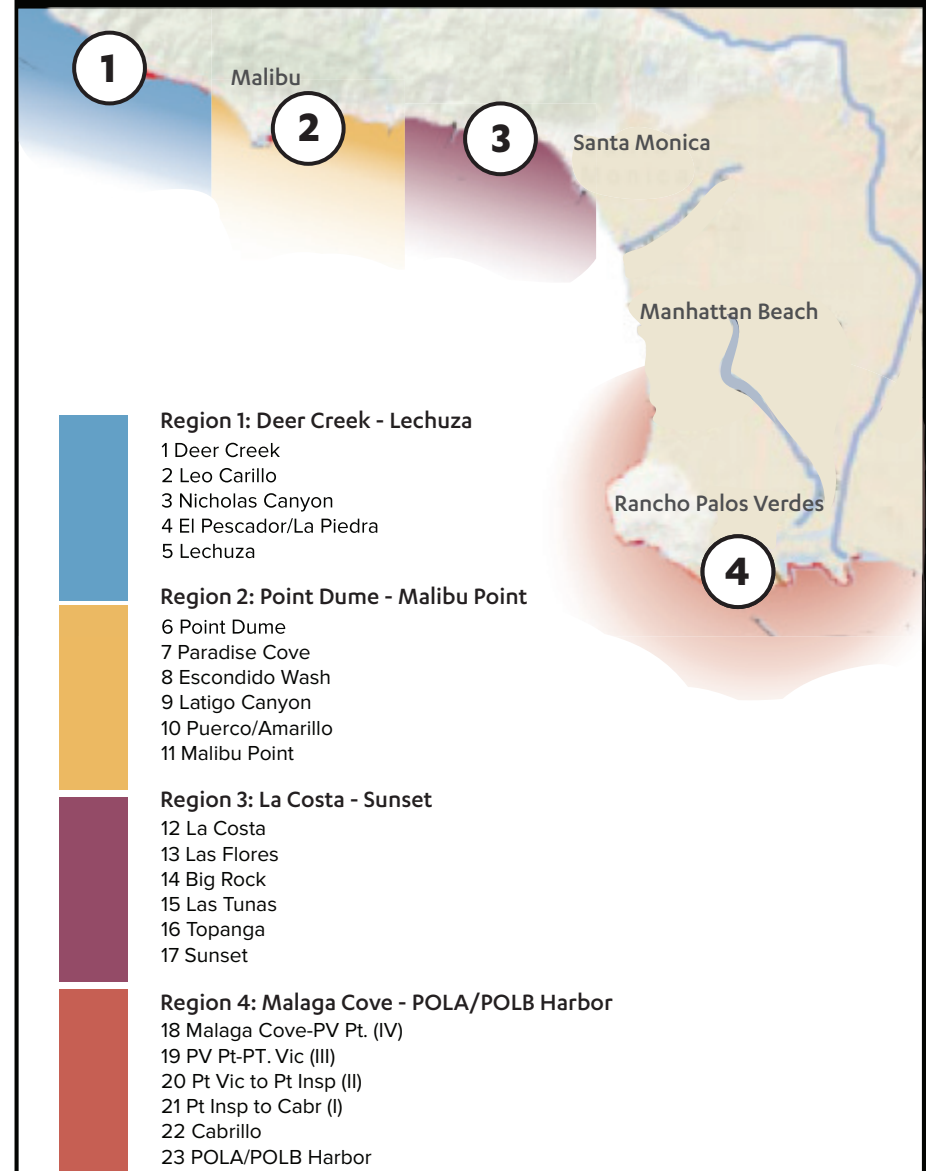 1
Malibu
2
3
Santa Monica
Manhattan Beach
Rancho Palos Verdes
4
Region 1: Deer Creek - Lechuza
1 Deer Creek
2 Leo Carillo
3 Nicholas Canyon
4 El Pescador/La Piedra
5 Lechuza
Region 2: Point Dume - Malibu Point
6 Point Dume
7 Paradise Cove
8 Escondido Wash
9 Latigo Canyon
10 Puerco/Amarillo
11 Malibu Point
Region 3: La Costa - Sunset
12 La Costa
13 Las Flores
14 Big Rock
15 Las Tunas
16 Topanga
17 Sunset
Region 4: Malaga Cove - POLA/POLB Harbor
18 Malaga Cove-PV Pt. (IV)
19 PV Pt-PT. Vic (III)
20 Pt Vic to Pt Insp (II)
21 Pt Insp to Cabr (I)
22 Cabrillo
23 POLA/POLB Harbor